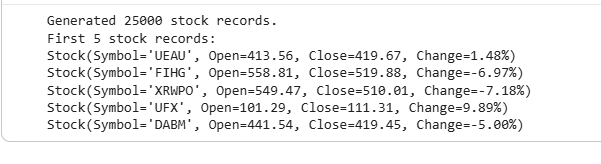 Generated 25000 stock records.
First 5 stock records:
Stock(Symbol='UEAU', Open=413.56, Close=419.67, Change=1.48%)
Stock(Symbol='FIHG', Open=558.81, Close=519.88, Change=-6.97%)
Stock(Symbol='XRWPO', Open=549.47, Close=510.01, Change=-7.18%)
Stock(Symbol='UFX', Open=101.29, Close=111.31, Change=9.89%)
Stock(Symbol='DABM', Open=441.54, Close=419.45, Change=-5.00%)